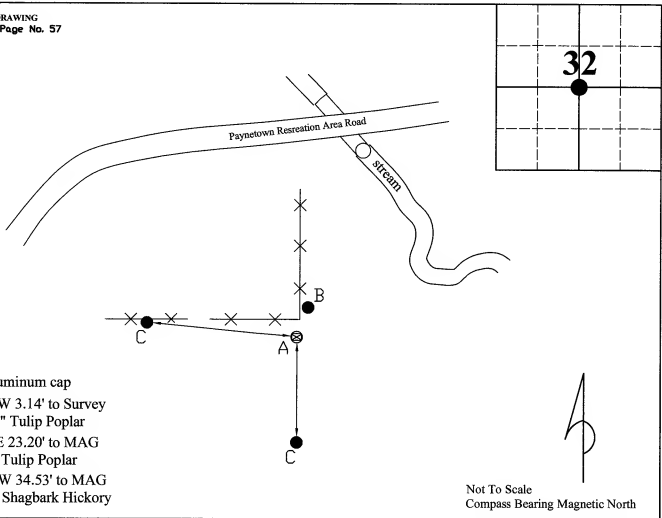 RAWING
Page No. 57
32
Paynetown Resreation Area Road
stream
B
C
A
C
uminum cap
W 3.14' to Survey
" Tulip Poplar
E 23.20' to MAG
Tulip Poplar
W 34.53' to MAG
Shagbark Hickory
Not To Scale
Compass Bearing Magnetic North